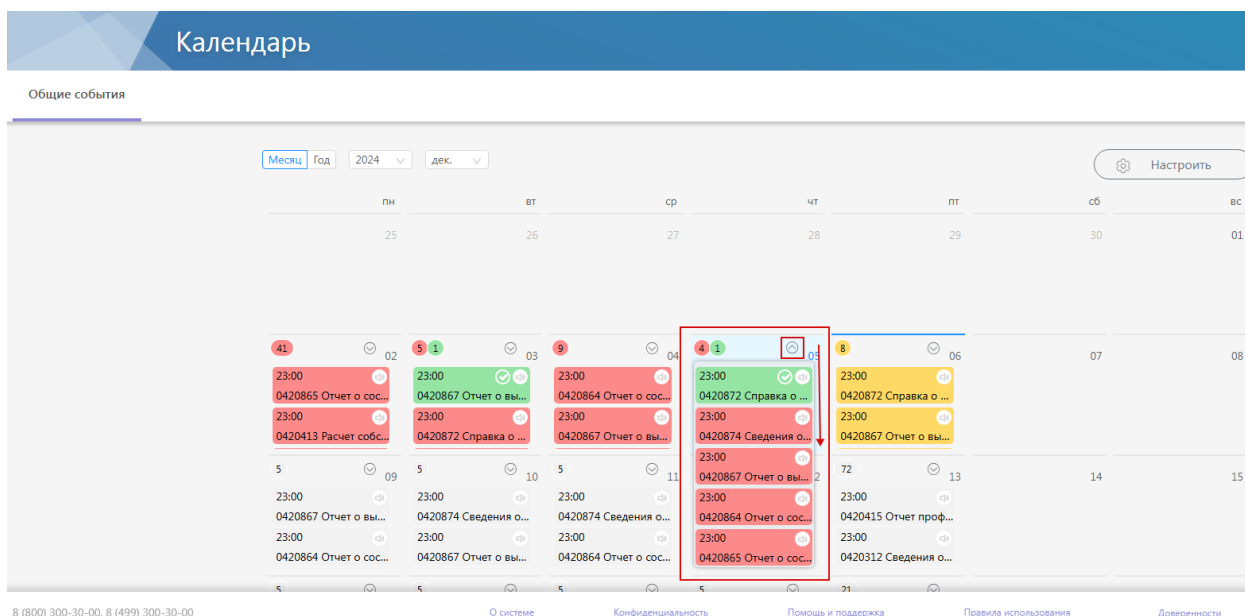 Календарь
Общие события
Месяц Год 2024 дек.
Настроить
пн вт ср чт пт сб вс
25 26 27 28 29 30 01
41 02 5 1 03 9 04 4 1 05 8 06 07 08
23:00 23:00 23:00 23:00 23:00
0420865 Отчет о сос... 0420867 Отчет о вы... 0420864 Отчет о сос... 0420872 Справка о ... 0420872 Справка о ...
23:00 23:00 23:00 23:00 23:00
0420413 Расчет собс... 0420872 Справка о ... 0420867 Отчет о вы... 0420874 Сведения о... 0420867 Отчет о вы...
5 09 5 10 5 11 23:00 2 72 13 14 15
0420867 Отчет о вы...
23:00 23:00 23:00 23:00 23:00
0420867 Отчет о вы... 0420874 Сведения о... 0420874 Сведения о... 0420864 Отчет о сос... 0420415 Отчет проф...
23:00 23:00 23:00 23:00 23:00
0420864 Отчет о сос... 0420867 Отчет о вы... 0420864 Отчет о сос... 0420865 Отчет о сос... 0420312 Сведения о...
5 5 5 5 21
8 (800) 300-30-00, 8 (499) 300-30-00 О системе Конфиденциальность Помощь и поддержка Правила использования Доверенности